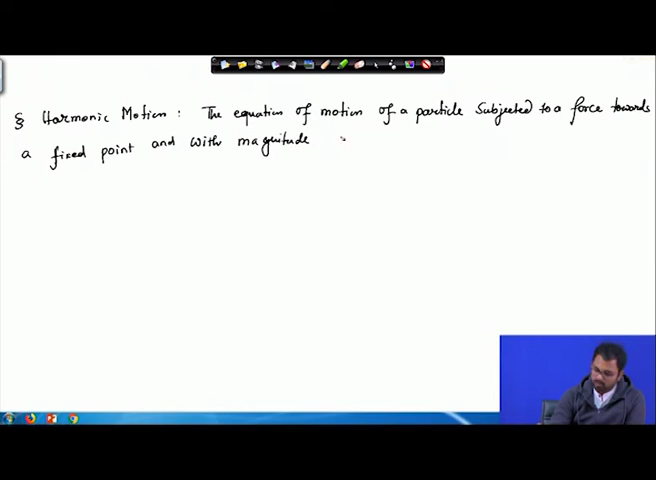 § Harmonic Motion : The equation of motion of a particle Subjected to a force towards
a fixed point and with magnitude